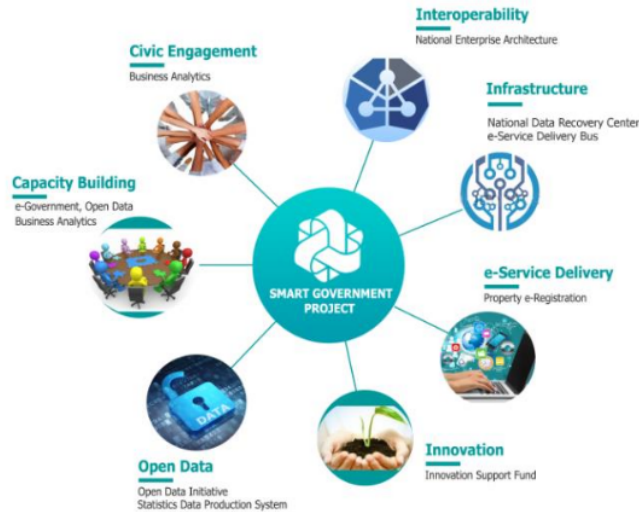 Interoperability
National Enterprise Architecture
Civic Engagement
Business Analytics
Infrastructure
National Data Recovery Center
e-Service Delivery Bus
Capacity Building
e-Government, Open Data
Business Analytics
SMART GOVERNMENT
PROJECT
e-Service Delivery
Property e-Registration
DATA
Open Data
Open Data Initiative
Statistics Data Production System
Innovation
Innovation Support Fund